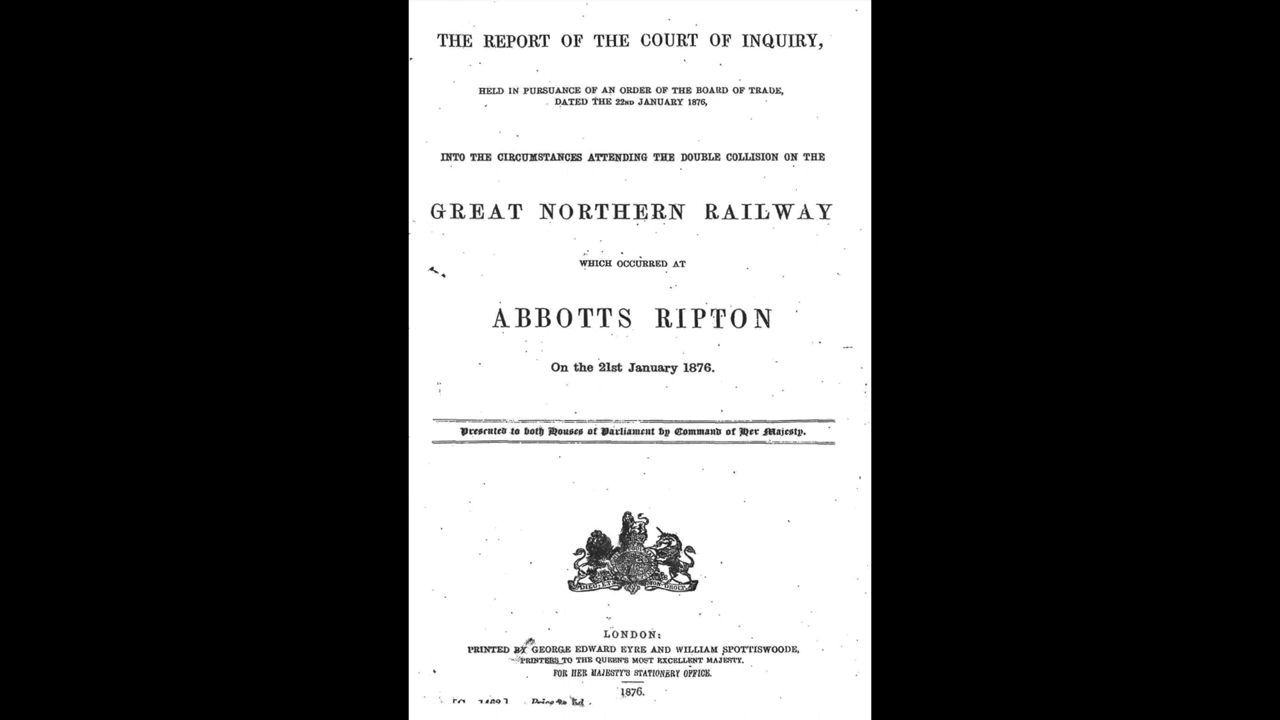 THE REPORT OF THE COURT OF INQUIRY,
HELD IN PURSUANCE OF AN ORDER OF THE BOARD OF TRADE,
DATED THE 22ND JANUARY 1876,
INTO THE CIRCUMSTANCES ATTENDING THE DOUBLE COLLISION ON THE
GREAT NORTHERN RAILWAY
WHICH OCCURRED AT
ABBOTTS RIPTON
On the 21st January 1876.
Presented to both Houses of Parliament by Command of Her Majesty.
LONDON:
PRINTED BY GEORGE EDWARD EYRE AND WILLIAM SPOTTISWOODE,
PRINTERS TO THE QUEEN'S MOST EXCELLENT MAJESTY.
FOR HER MAJESTY'S STATIONERY OFFICE.
1876.